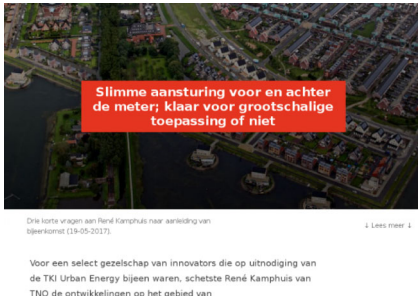 Slimme aansturing voor en achter
de meter; klaar voor grootschalige
toepassing of niet
Drie korte vragen aan René Kamphuis naar aanleiding van
bijeenkomst (19-05-2017).
↓ Lees meer ↓
Voor een select gezelschap van innovators die op uitnodiging van
de TKI Urban Energy bijeen waren, schetste René Kamphuis van
TNO de ontwikkelingen op het gebied van